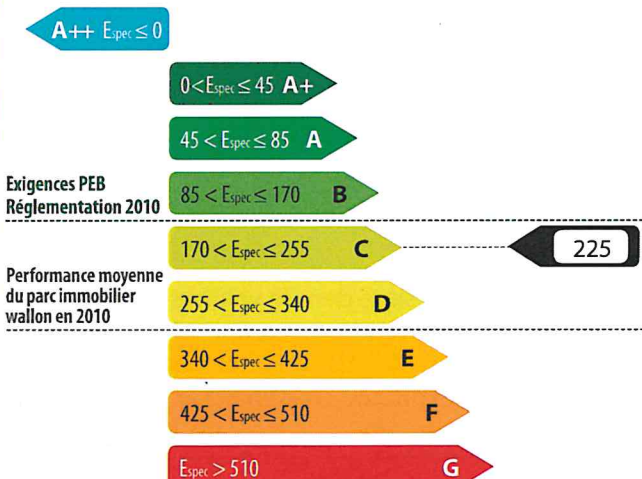 A++ Espec ≤ 0
0 < Espec ≤ 45 A+
45 < Espec ≤ 85 A
Exigences PEB
Réglementation 2010
85 < Espec ≤ 170 B
170 < Espec ≤ 255 C
225
Performance moyenne
du parc immobilier
wallon en 2010
255 < Espec ≤ 340 D
340 < Espec ≤ 425 E
425 < Espec ≤ 510 F
Espec > 510 G